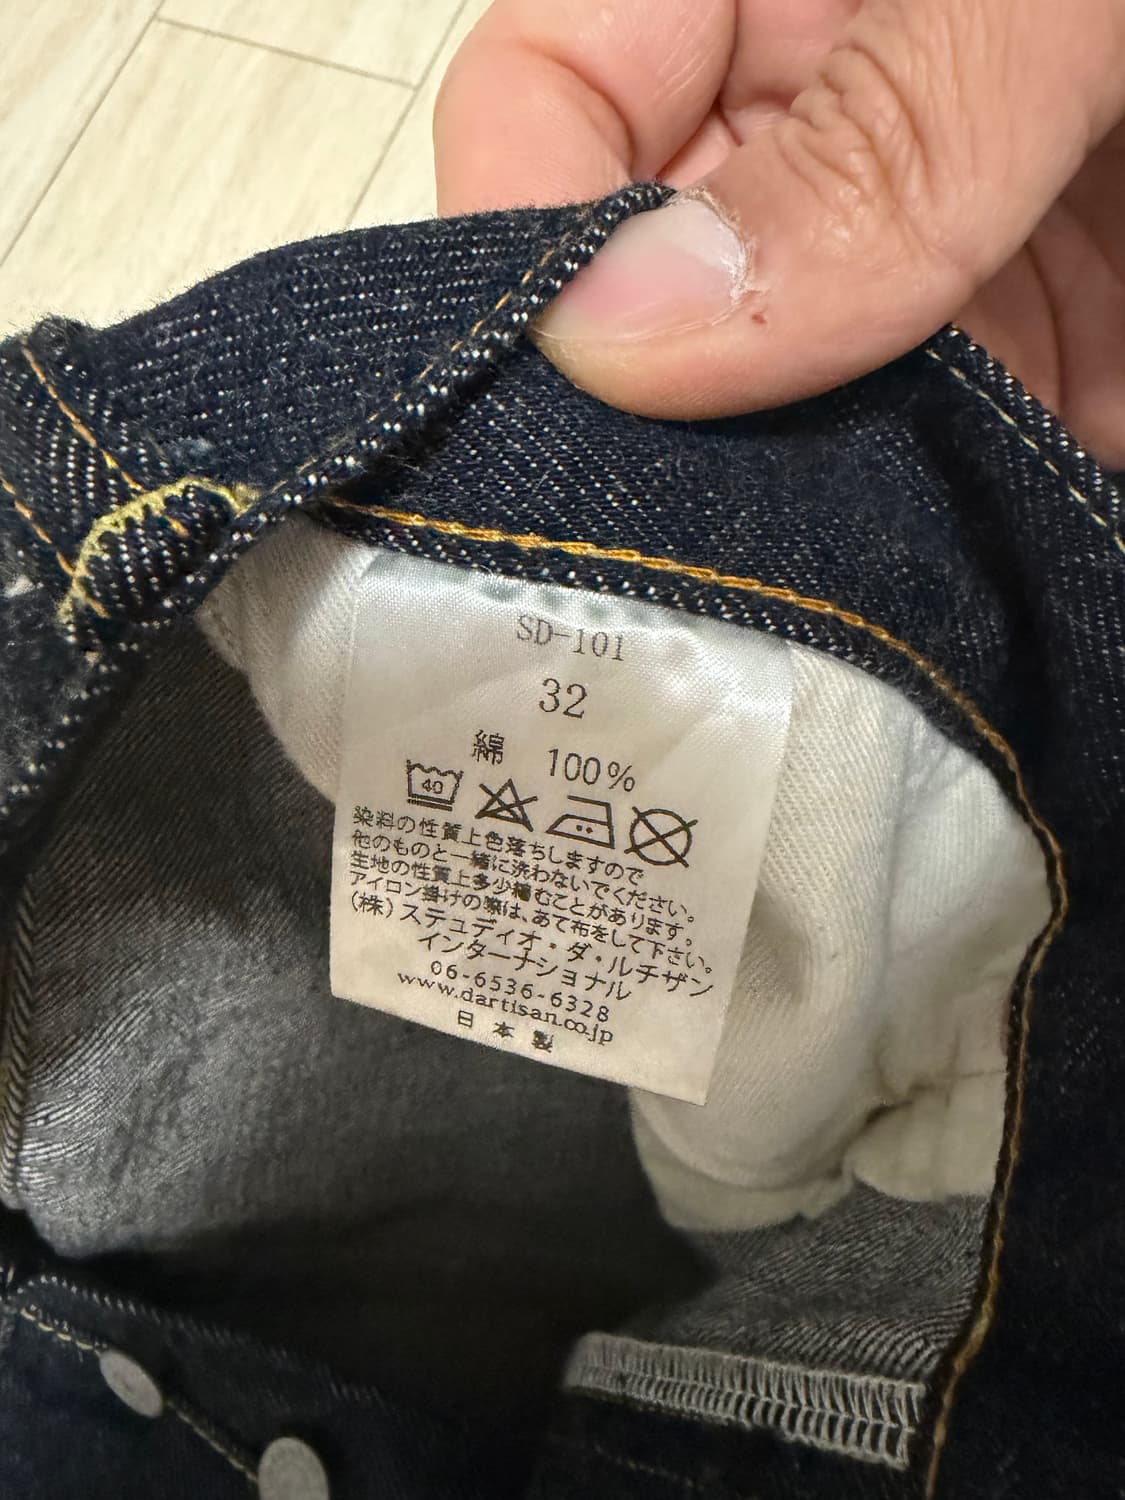 SD-101
32
綿 100%
40
染料の性質上色落ちしますので
他のものと一緒に洗わないでください。
生地の性質上多少縮むことがあります。
アイロン掛けの際は、あて布をして下さい。
(株)ステュディオ・ダ・ルチザン
インターナショナル
06-6536-6328
www.dartisan.co.jp
日本製